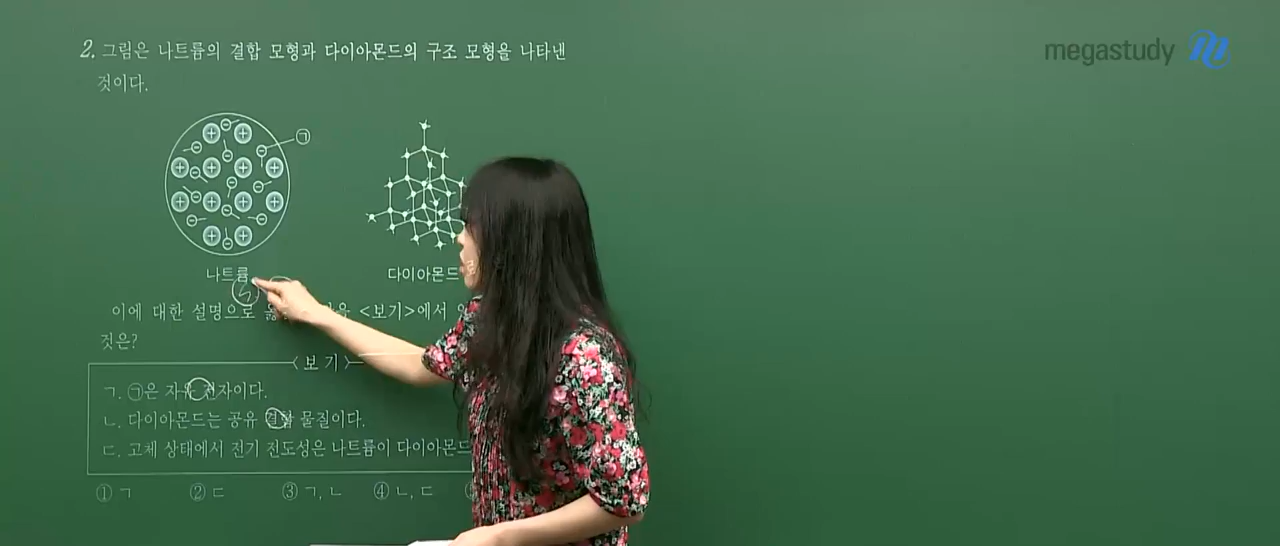 megastudy
2. 그림은 나트륨의 결합 모형과 다이아몬드의 구조 모형을 나타낸
것이다.
㉠
나트륨
다이아몬드
이에 대한 설명으로 <보기>에서
것은?
<보 기>
ㄱ. ㉠은 자유 전자이다.
ㄴ. 다이아몬드는 공유 결합 물질이다.
ㄷ. 고체 상태에서 전기 전도성은 나트륨이 다이아몬드
① ㄱ ② ㄷ ③ ㄱ, ㄴ ④ ㄴ, ㄷ